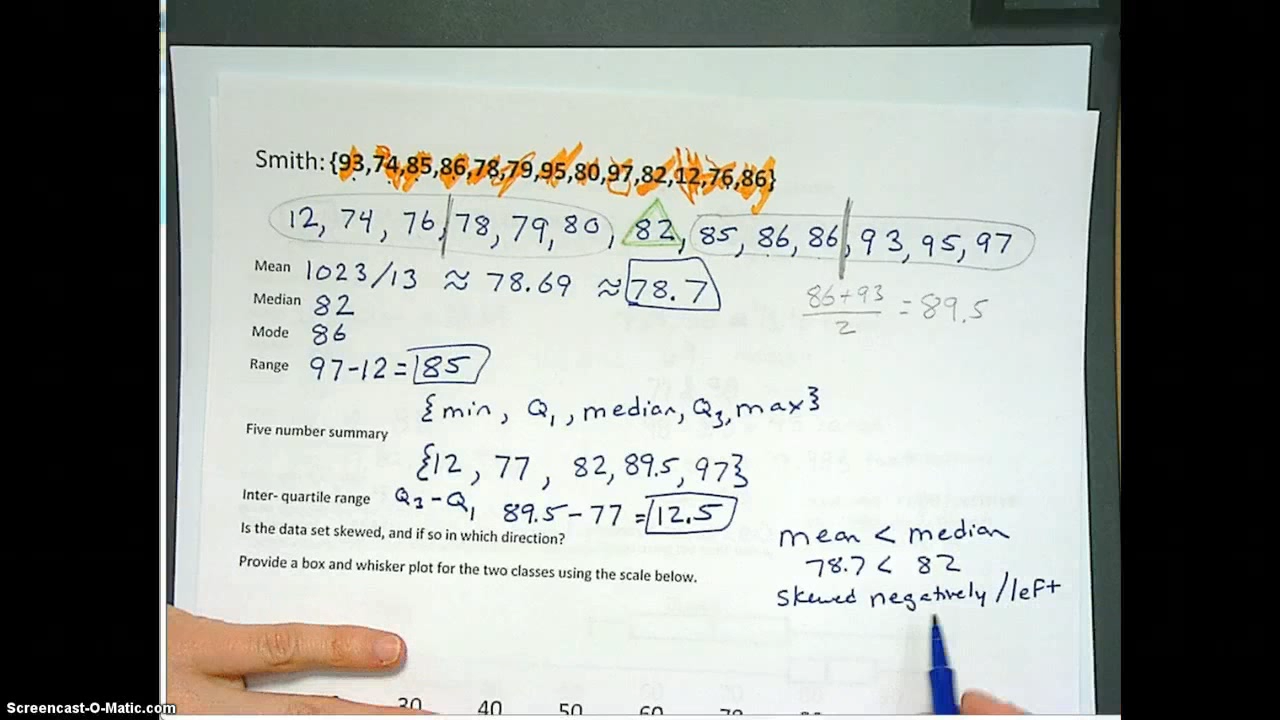 Smith: {93,74,85,86,78,79,95,80,97,82,12,76,86}
12, 74, 76, 78, 79, 80, 82, 85, 86, 86, 93, 95, 97
Mean 1023/13 ≈ 78.69 ≈ 78.7
86+93
2
= 89.5
Median 82
Mode 86
Range 97-12 = 85
{min, Q1, median, Q3, max}
Five number summary
{12, 77, 82, 89.5, 97}
Inter- quartile range Q3-Q1 89.5-77 = 12.5
Is the data set skewed, and if so in which direction?
mean < median
78.7 < 82
skewed negatively/left
Provide a box and whisker plot for the two classes using the scale below.
30 40 50 60 70
Screencast-O-Matic.com